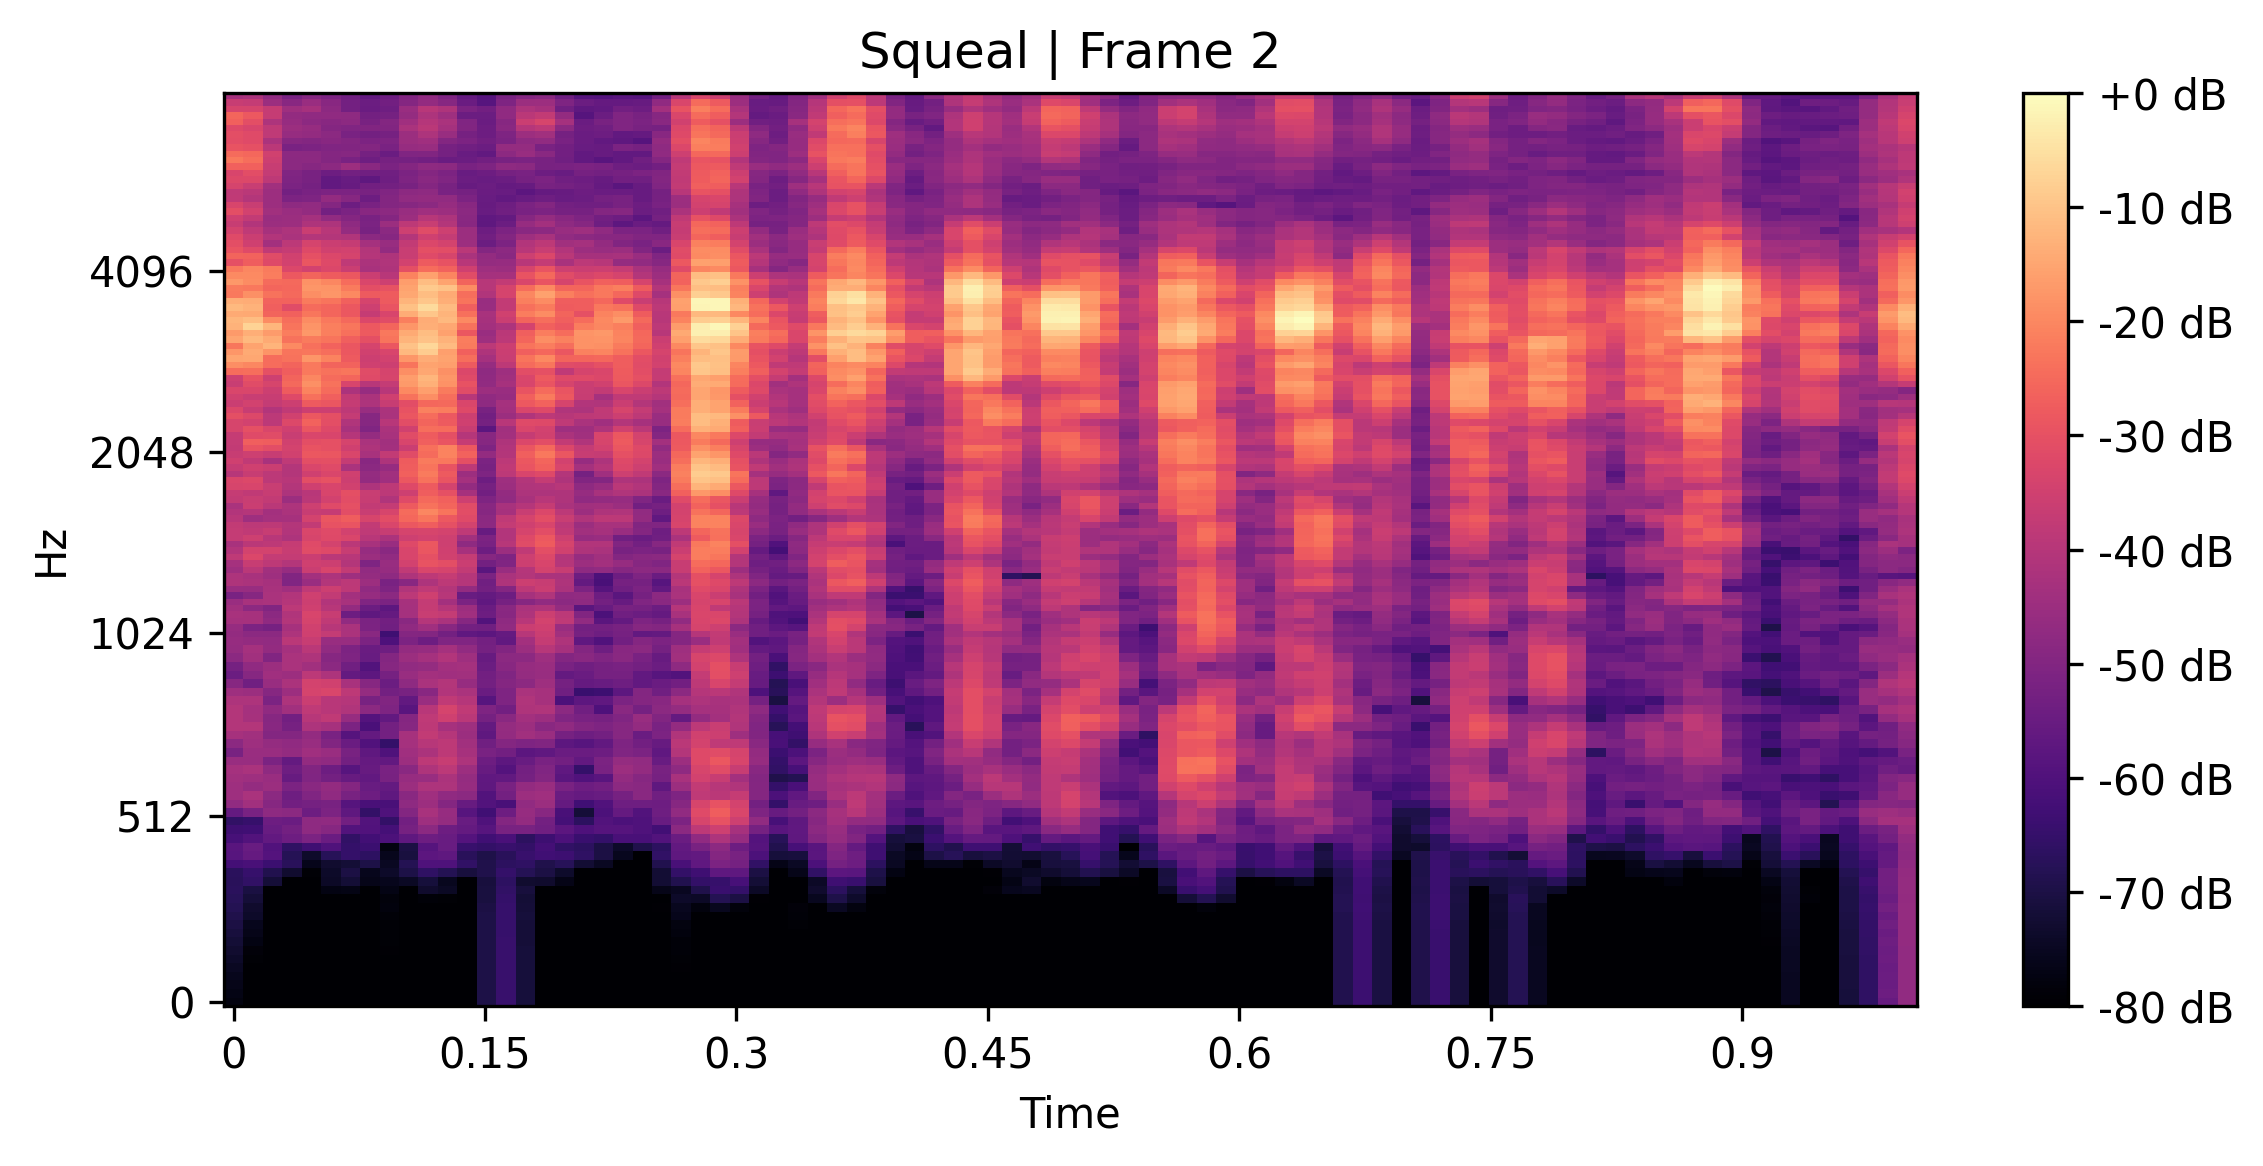 Squeal | Frame 2
Hz
4096
2048
1024
512
0
0 0.15 0.3 0.45 0.6 0.75 0.9
Time
+0 dB
-10 dB
-20 dB
-30 dB
-40 dB
-50 dB
-60 dB
-70 dB
-80 dB